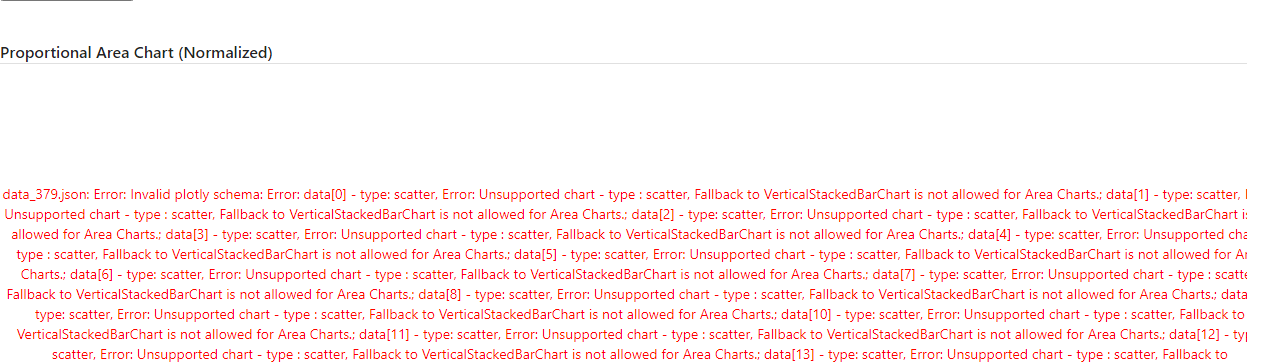 Proportional Area Chart (Normalized)
data_379.json: Error: Invalid plotly schema: Error: data[0] - type: scatter, Error: Unsupported chart - type : scatter, Fallback to VerticalStackedBarChart is not allowed for Area Charts.; data[1] - type: scatter,
Unsupported chart - type : scatter, Fallback to VerticalStackedBarChart is not allowed for Area Charts.; data[2] - type: scatter, Error: Unsupported chart - type : scatter, Fallback to VerticalStackedBarChart is
allowed for Area Charts.; data[3] - type: scatter, Error: Unsupported chart - type : scatter, Fallback to VerticalStackedBarChart is not allowed for Area Charts.; data[4] - type: scatter, Error: Unsupported cha
type : scatter, Fallback to VerticalStackedBarChart is not allowed for Area Charts.; data[5] - type: scatter, Error: Unsupported chart - type : scatter, Fallback to VerticalStackedBarChart is not allowed for Ar
Charts.; data[6] - type: scatter, Error: Unsupported chart - type : scatter, Fallback to VerticalStackedBarChart is not allowed for Area Charts.; data[7] - type: scatter, Error: Unsupported chart - type : scatte
Fallback to VerticalStackedBarChart is not allowed for Area Charts.; data[8] - type: scatter, Error: Unsupported chart - type : scatter, Fallback to VerticalStackedBarChart is not allowed for Area Charts.; data
type: scatter, Error: Unsupported chart - type : scatter, Fallback to VerticalStackedBarChart is not allowed for Area Charts.; data[10] - type: scatter, Error: Unsupported chart - type : scatter, Fallback to
VerticalStackedBarChart is not allowed for Area Charts.; data[11] - type: scatter, Error: Unsupported chart - type : scatter, Fallback to VerticalStackedBarChart is not allowed for Area Charts.; data[12] - typ
scatter, Error: Unsupported chart - type : scatter, Fallback to VerticalStackedBarChart is not allowed for Area Charts.; data[13] - type: scatter, Error: Unsupported chart - type : scatter, Fallback to